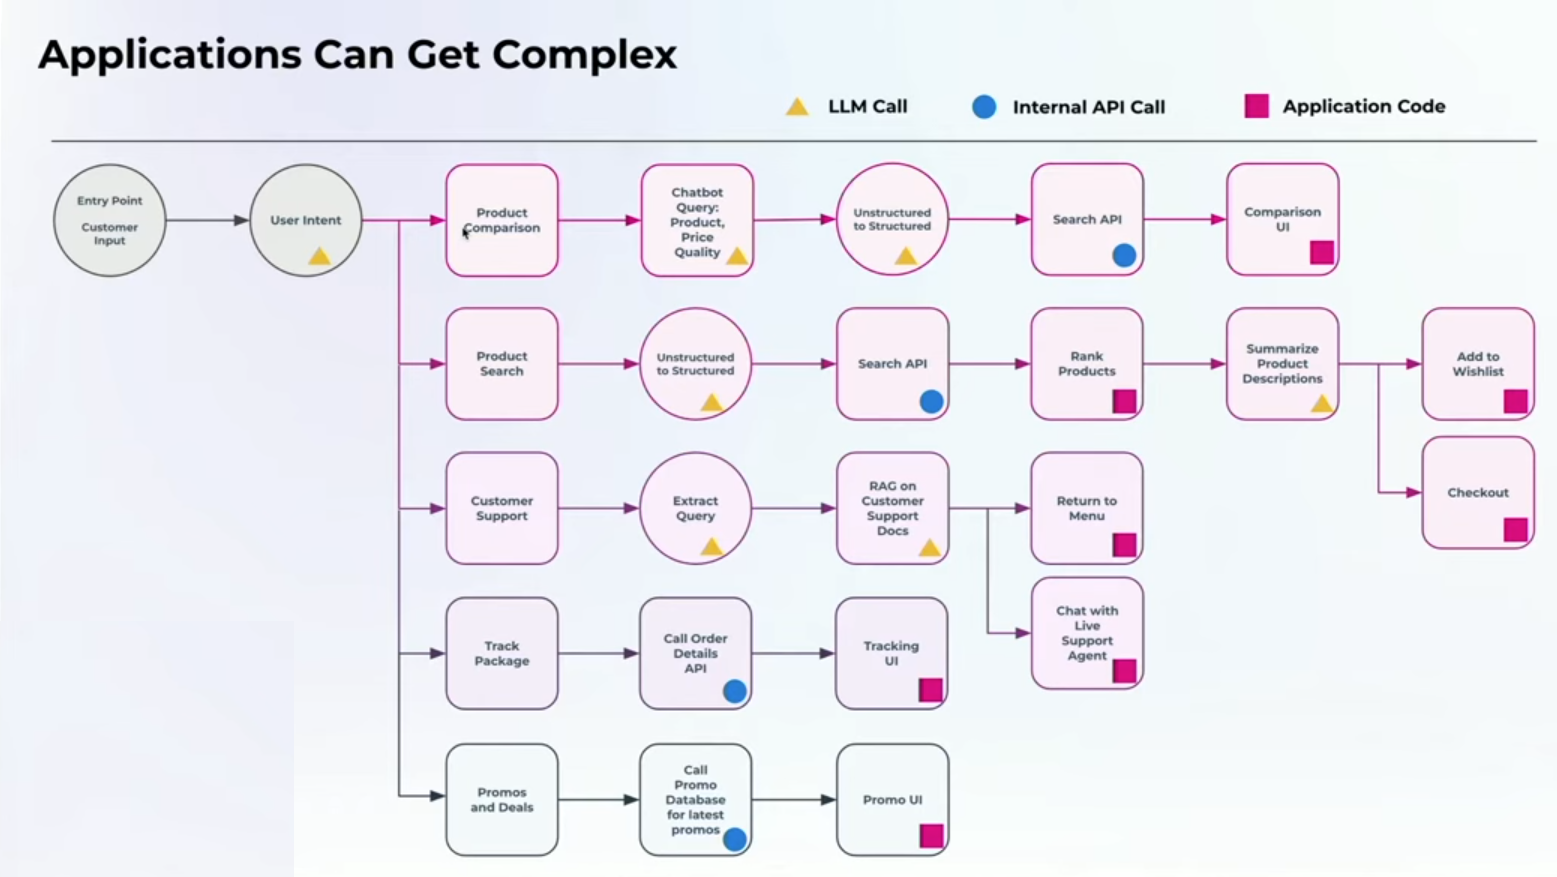 Applications Can Get Complex
LLM Call
Internal API Call
Application Code
Entry Point
Customer
Input
User Intent
Product
Comparison
Chatbot
Query:
Product,
Price
Quality
Unstructured
to Structured
Search API
Comparison
UI
Product
Search
Unstructured
to Structured
Search API
Rank
Products
Summarize
Product
Descriptions
Add to
Wishlist
Checkout
Customer
Support
Extract
Query
RAG on
Customer
Support
Docs
Return to
Menu
Chat with
Live
Support
Agent
Track
Package
Call Order
Details
API
Tracking
UI
Promos
and Deals
Call
Promo
Database
for latest
promos
Promo UI